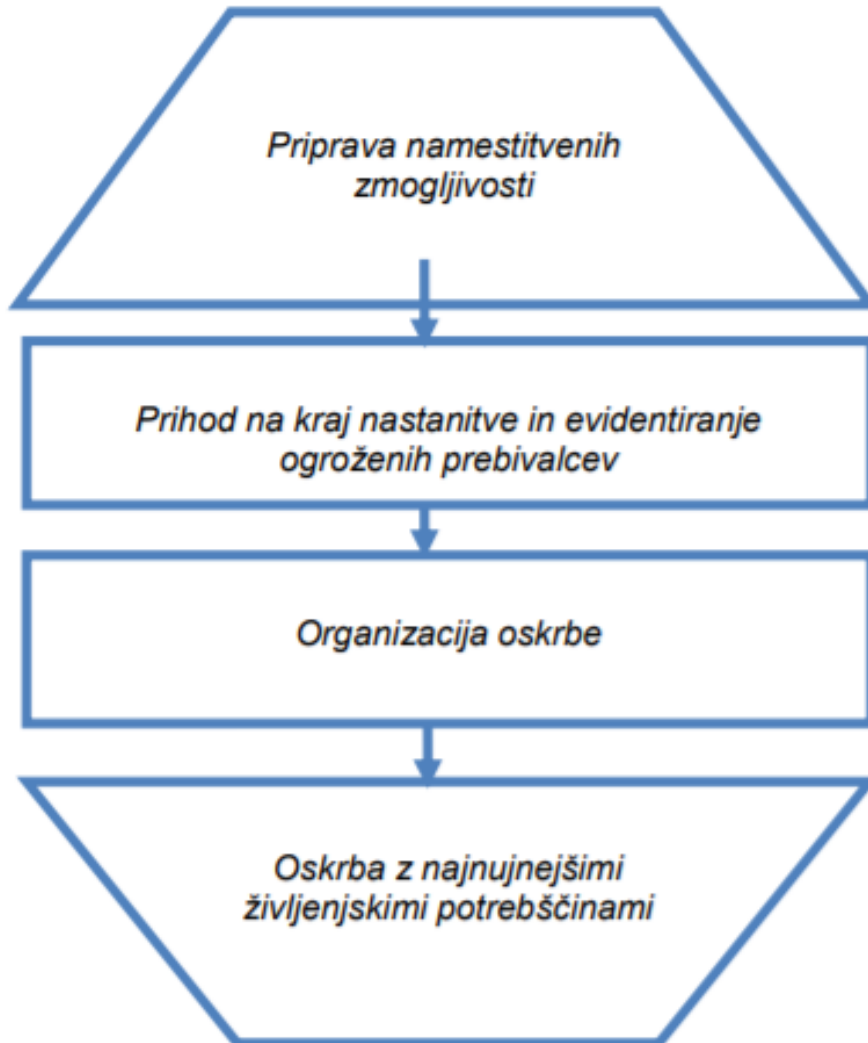 Priprava namestitvenih
zmogljivosti
Prihod na kraj nastanitve in evidentiranje
ogroženih prebivalcev
Organizacija oskrbe
Oskrba z najnujnejšimi
življenjskimi potrebščinami